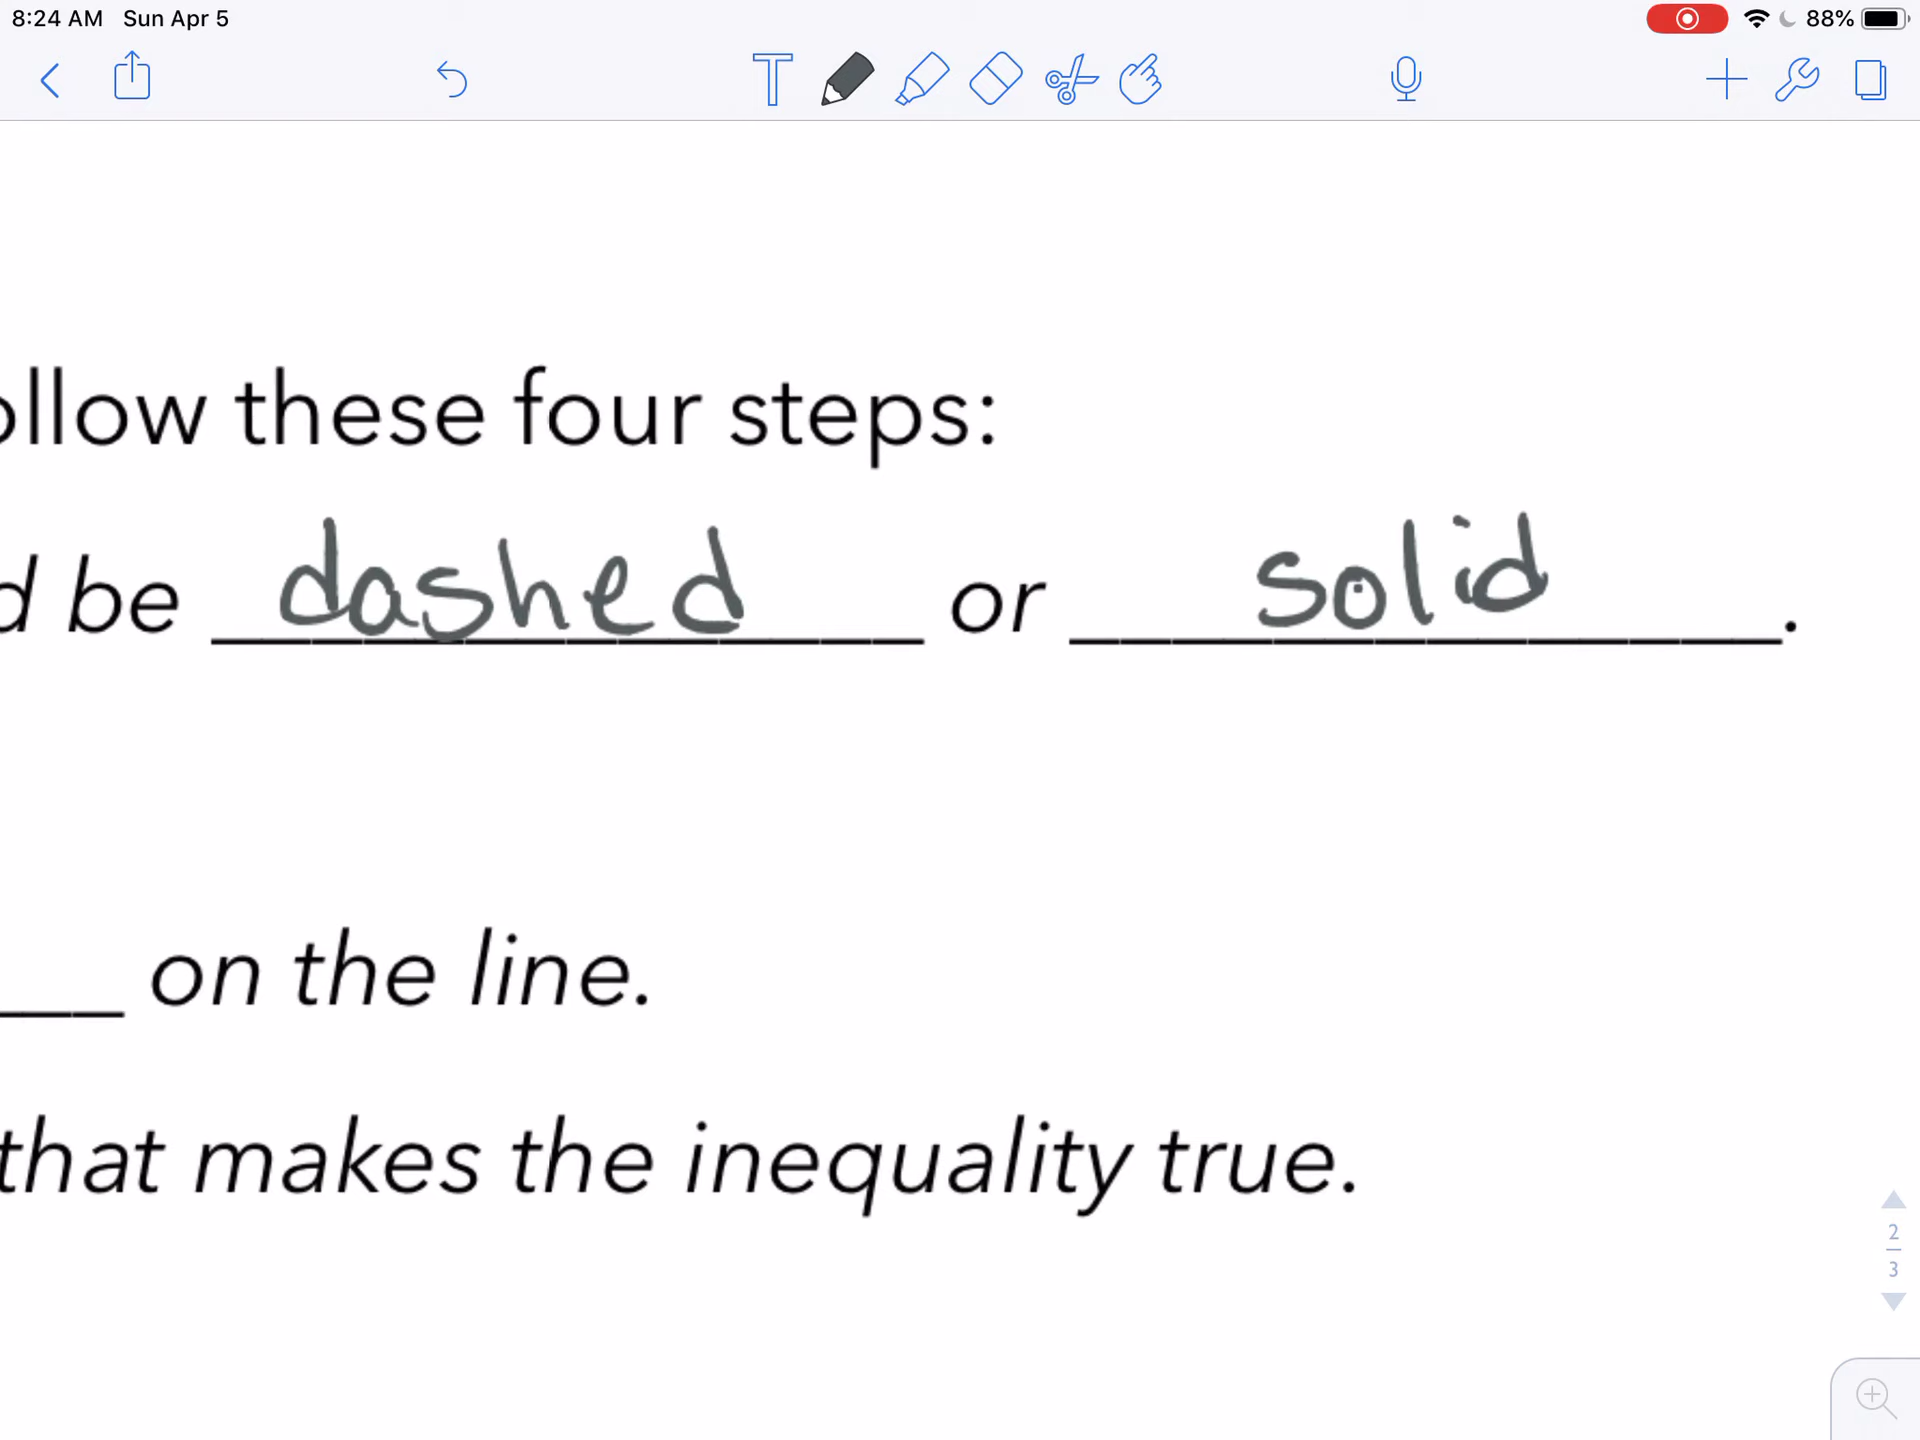 8:24 AM Sun Apr 5 88%
T
ollow these four steps:
d be dashed or solid.
___ on the line.
that makes the inequality true.
2
3